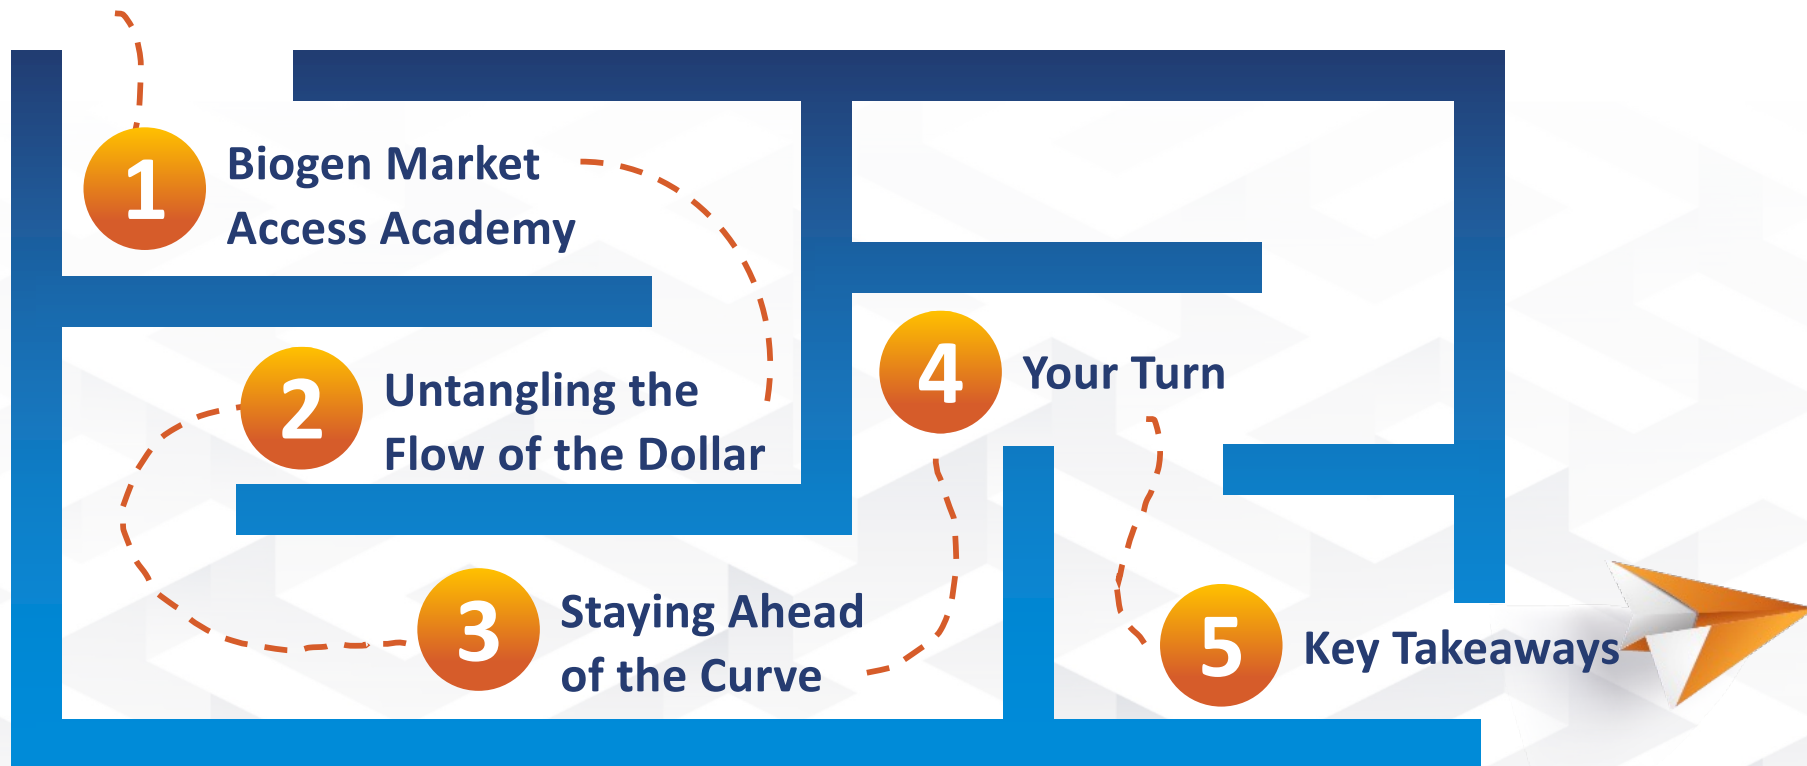 1
Biogen Market
Access Academy
2
Untangling the
Flow of the Dollar
3
Staying Ahead
of the Curve
4
Your Turn
5
Key Takeaways